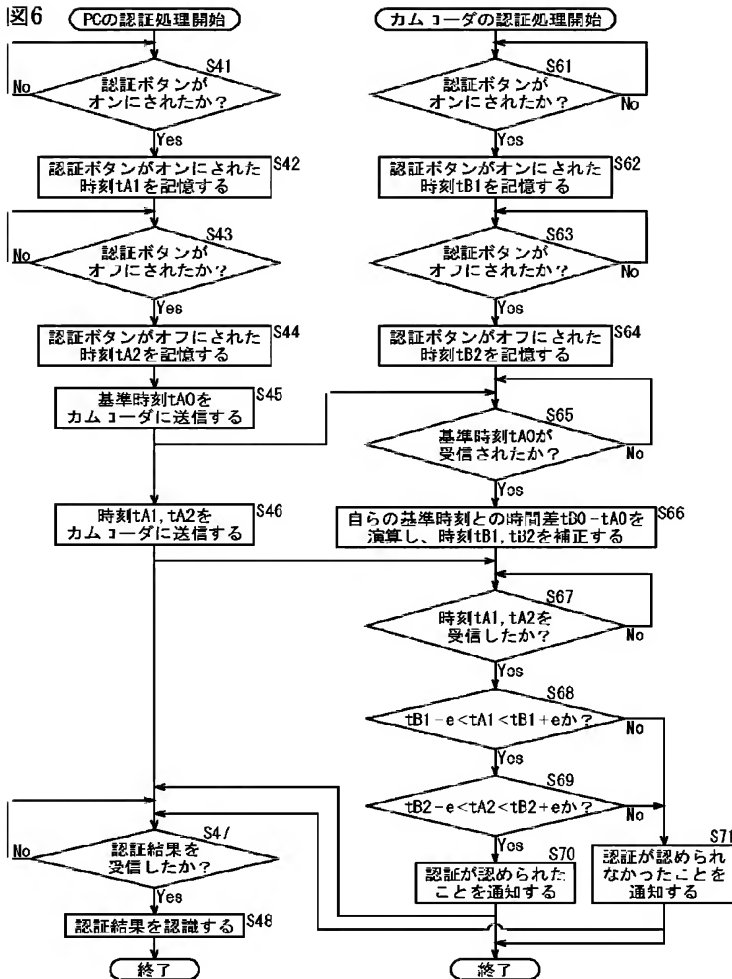 図6
PCの認証処理開始
S41
認証ボタンが
オンにされたか？
No
Yes
認証ボタンがオンにされた
時刻tA1を記憶する
S42
S43
認証ボタンが
オフにされたか？
No
Yes
認証ボタンがオフにされた
時刻tA2を記憶する
S44
基準時刻tA0を
カムコーダに送信する
S45
時刻tA1,tA2を
カムコーダに送信する
S46
S47
認証結果を
受信したか？
No
Yes
認証結果を認識する
S48
終了
カムコーダの認証処理開始
S61
認証ボタンが
オンにされたか？
No
Yes
認証ボタンがオンにされた
時刻tB1を記憶する
S62
S63
認証ボタンが
オフにされたか？
No
Yes
認証ボタンがオフにされた
時刻tB2を記憶する
S64
S65
基準時刻tA0が
受信されたか？
No
Yes
自らの基準時刻との時間差tB0-tA0を
演算し、時刻tB1,tB2を補正する
S66
S67
時刻tA1,tA2を
受信したか？
No
Yes
S68
tB1-e<tA1<tB1+eか？
No
Yes
S69
tB2-e<tA2<tB2+eか？
No
Yes
S70
認証が認められた
ことを通知する
S71
認証が認められ
なかったことを
通知する
終了